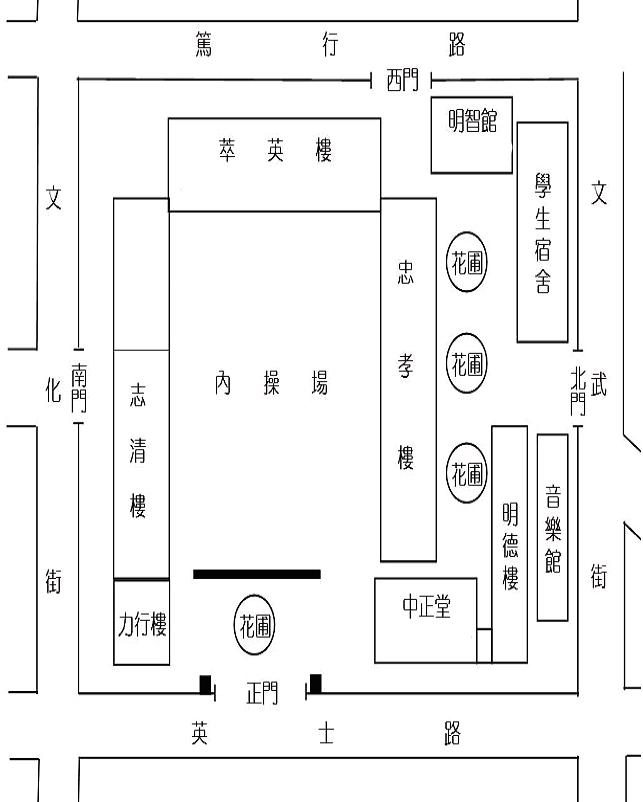 篤行路
西門
明智館
萃英樓
學生宿舍
文化街
文武街
忠孝樓
花圃
花圃
花圃
內操場
南門
北門
志清樓
明德樓
音樂館
中正堂
力行樓
花圃
正門
英士路